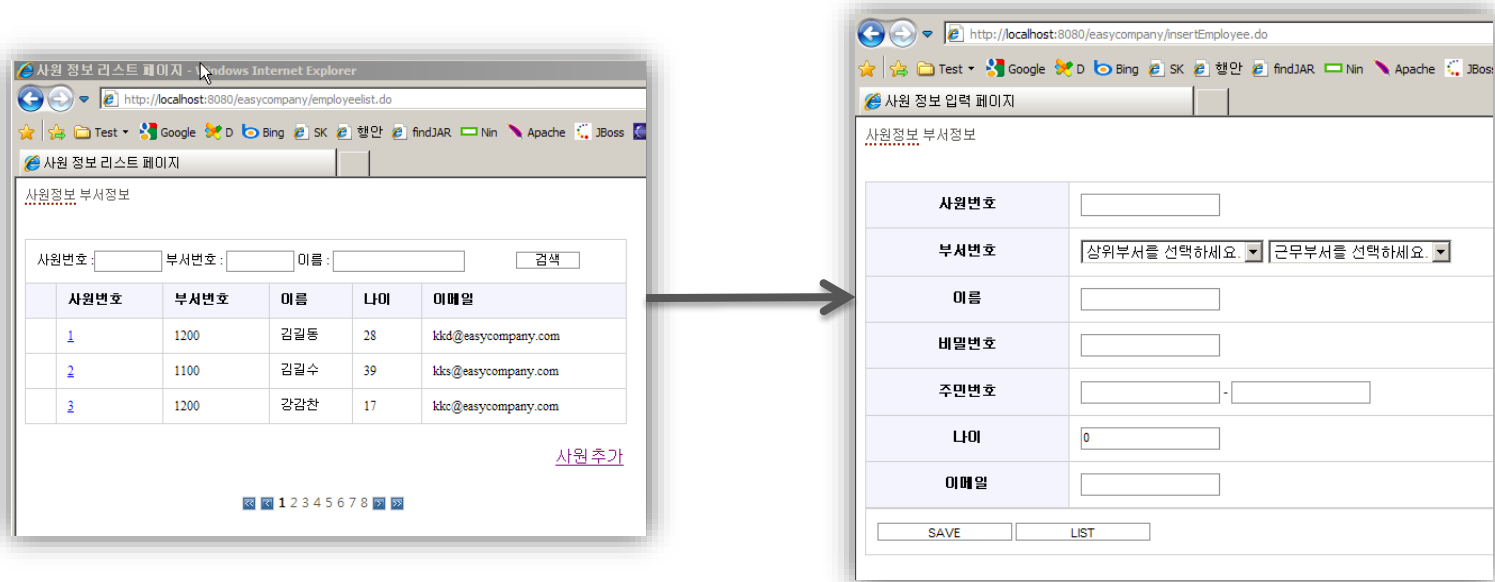 사원 정보 리스트 페이지 - Windows Internet Explorer
http://localhost:8080/easycompany/employeelist.do
Test Google D Bing SK 행안 findJAR Nin Apache JBoss
사원 정보 리스트 페이지
사원정보 부서정보
사원번호 : 부서번호 : 이름 : 검색
사원번호 부서번호 이름 나이 이메일
1 1200 김길동 28 kkd@easycompany.com
2 1100 김길수 39 kks@easycompany.com
3 1200 강감찬 17 kkc@easycompany.com
사원추가
1 2 3 4 5 6 7 8
http://localhost:8080/easycompany/insertEmployee.do
Test Google D Bing SK 행안 findJAR Nin Apache JBoss
사원 정보 입력 페이지
사원정보 부서정보
사원번호
부서번호 상위부서를 선택하세요. 근무부서를 선택하세요.
이름
비밀번호
주민번호 -
나이 0
이메일
SAVE LIST